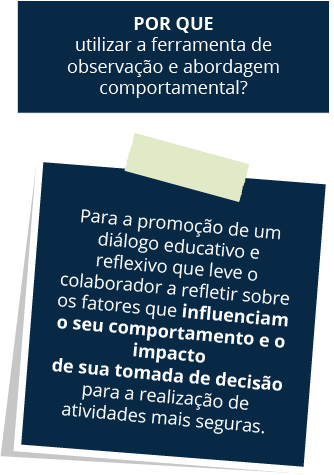 POR QUE
utilizar a ferramenta de
observação e abordagem
comportamental?
Para a promoção de um
diálogo educativo e
reflexivo que leve o
colaborador a refletir sobre
os fatores que influenciam
o seu comportamento e o
impacto
de sua tomada de decisão
para a realização de
atividades mais seguras.